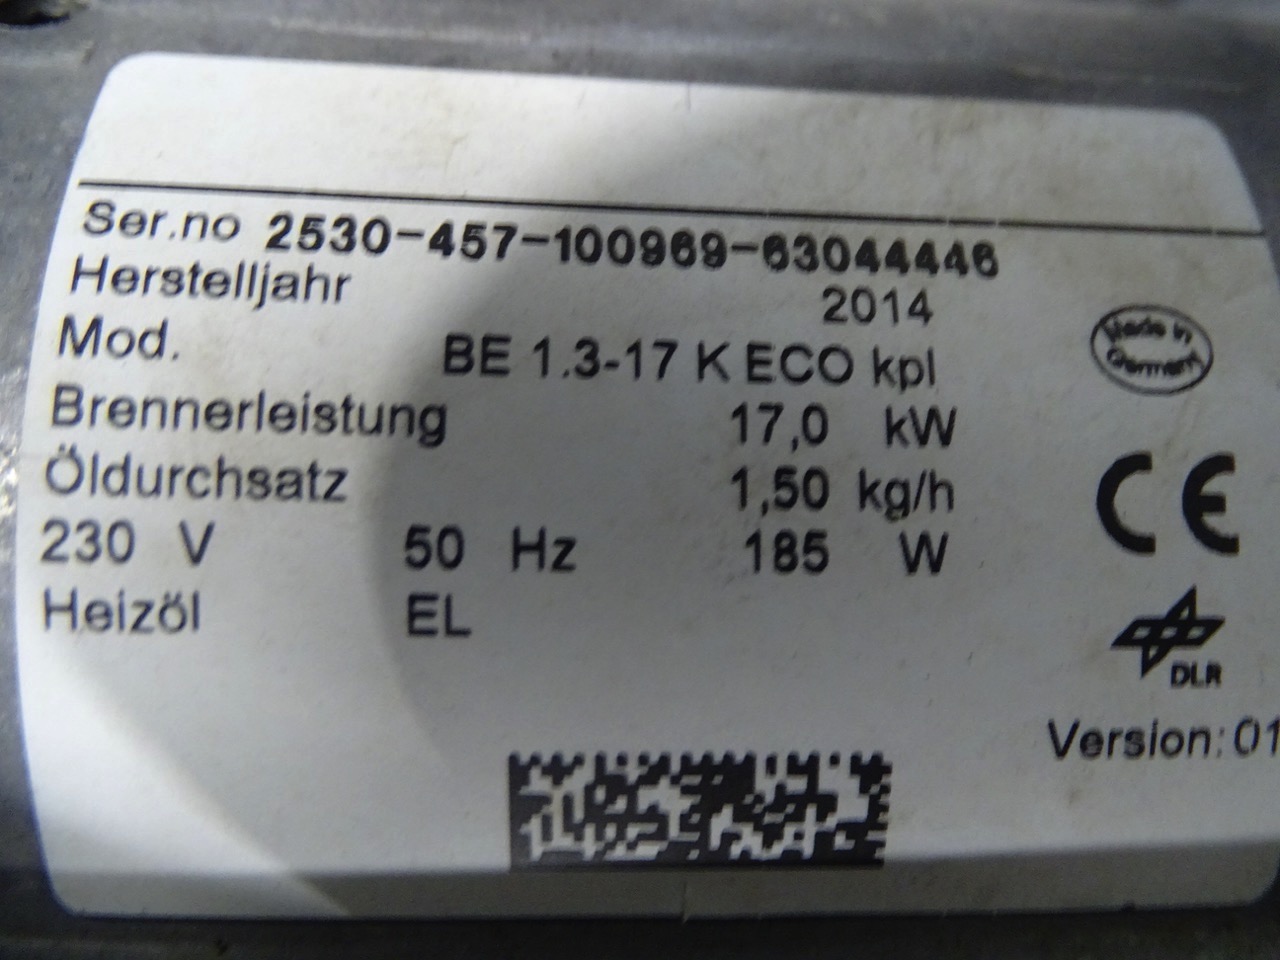 Ser.no 2530-457-100969-63044446
Herstelljahr 2014
Mod. BE 1.3-17 K ECO kpl
Brennerleistung 17,0 kW
Öldurchsatz 1,50 kg/h
230 V 50 Hz 185 W
Heizöl EL
Made in
Germany
CE
DLR
Version: 01